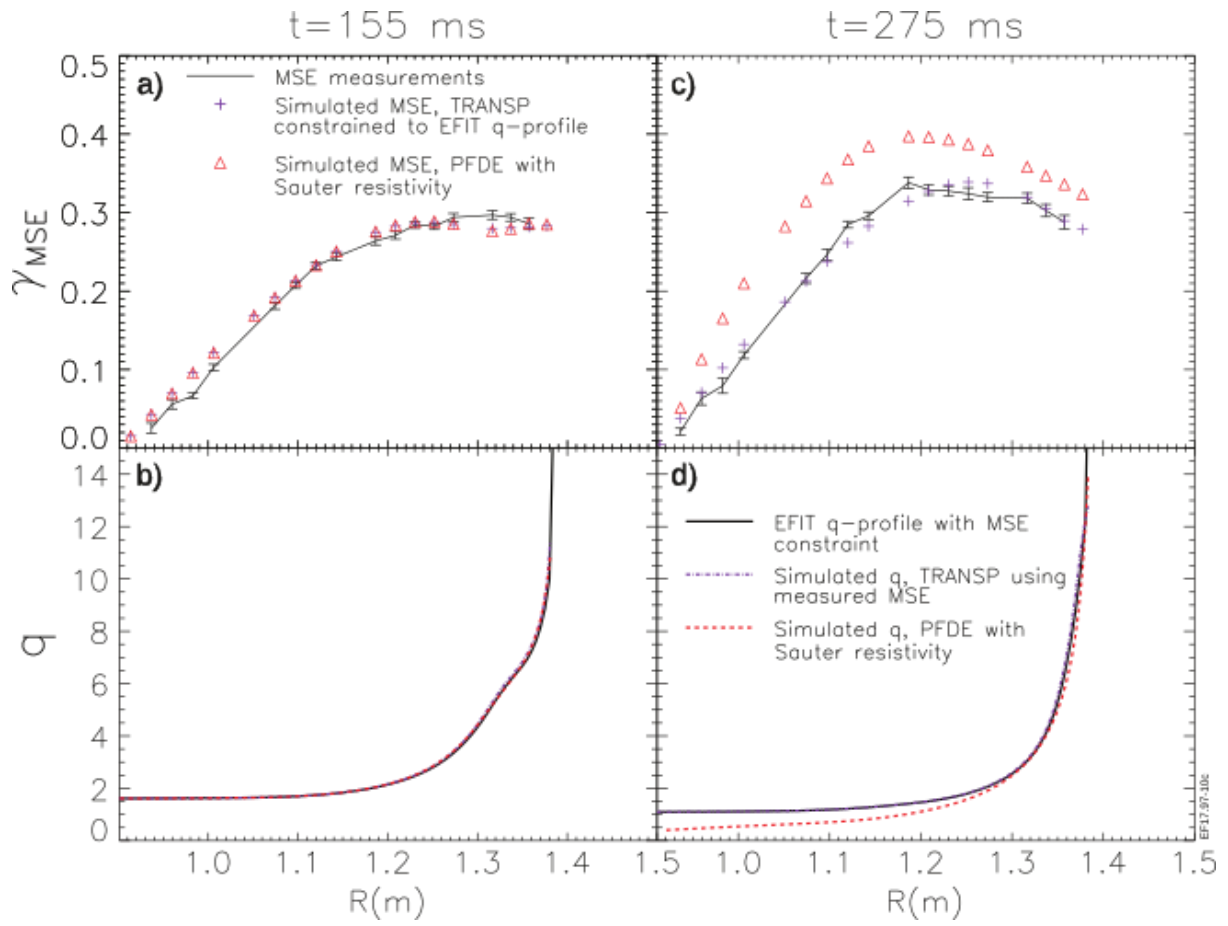 t=155 ms
t=275 ms
a)
MSE measurements
Simulated MSE, TRANSP
constrained to EFIT q-profile
Simulated MSE, PFDE with
Sauter resistivity
0.5
0.4
0.3
0.2
0.1
0.0
γMSE
c)
b)
14
12
10
8
6
4
2
0
q
d)
EFIT q-profile with MSE
constraint
Simulated q, TRANSP using
measured MSE
Simulated q, PFDE with
Sauter resistivity
EF17.97-10c
1.0 1.1 1.2 1.3 1.4 1.5
R(m)
1.0 1.1 1.2 1.3 1.4 1.5
R(m)